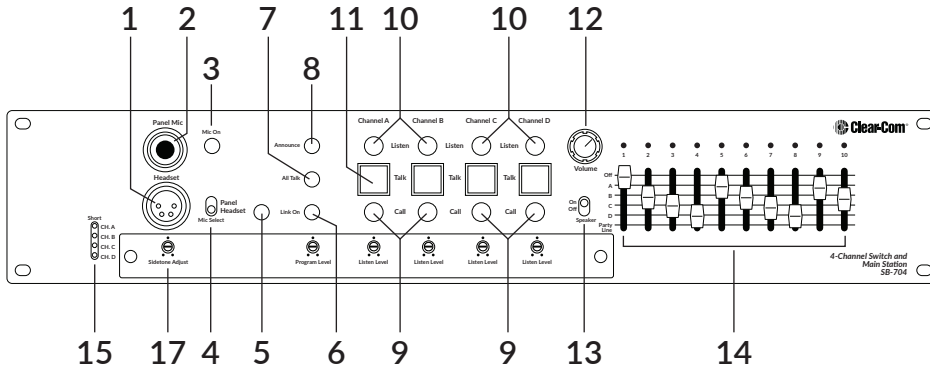 1 2 7 11 10 10 12
3 8
Panel Mic
Mic On
Headset
Announce
All Talk
Link On
Panel
Headset
Mic Select
Short
CH. A
CH. B
CH. C
CH. D
Channel A Channel B Channel C Channel D
Listen Listen Listen
Talk Talk Talk
Call Call Call
Volume
On
Off
Speaker
Clear-Com®
1 2 3 4 5 6 7 8 9 10
Off
A
B
C
D
Party
Line
Sidetone Adjust Program Level Listen Level Listen Level Listen Level Listen Level
4-Channel Switch and
Main Station
SB-704
15 17 4 5 6 9 9 13 14